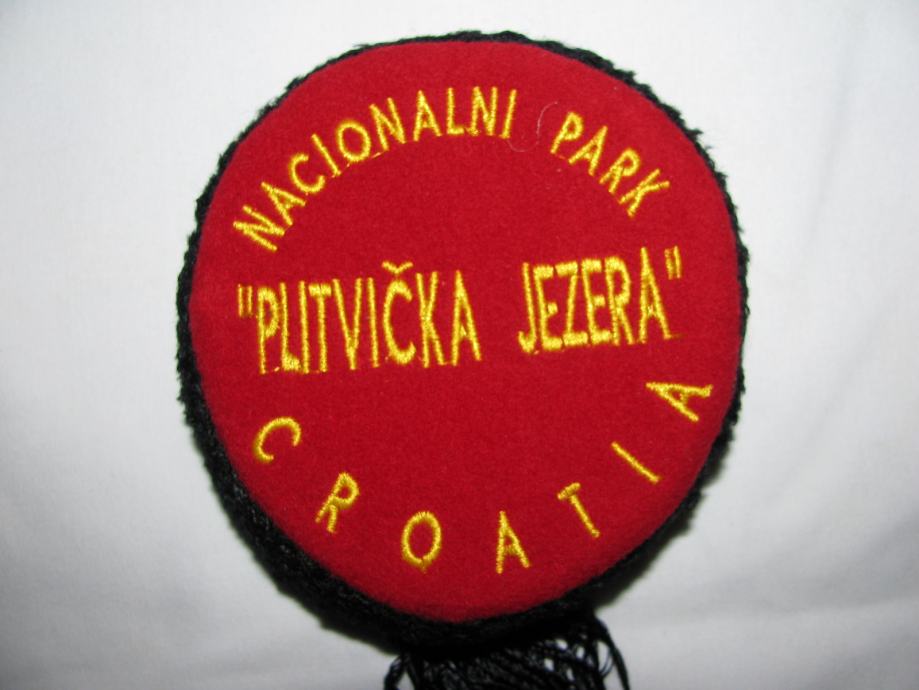 NACIONALNI PARK
"PLITVIČKA JEZERA"
CROATIA